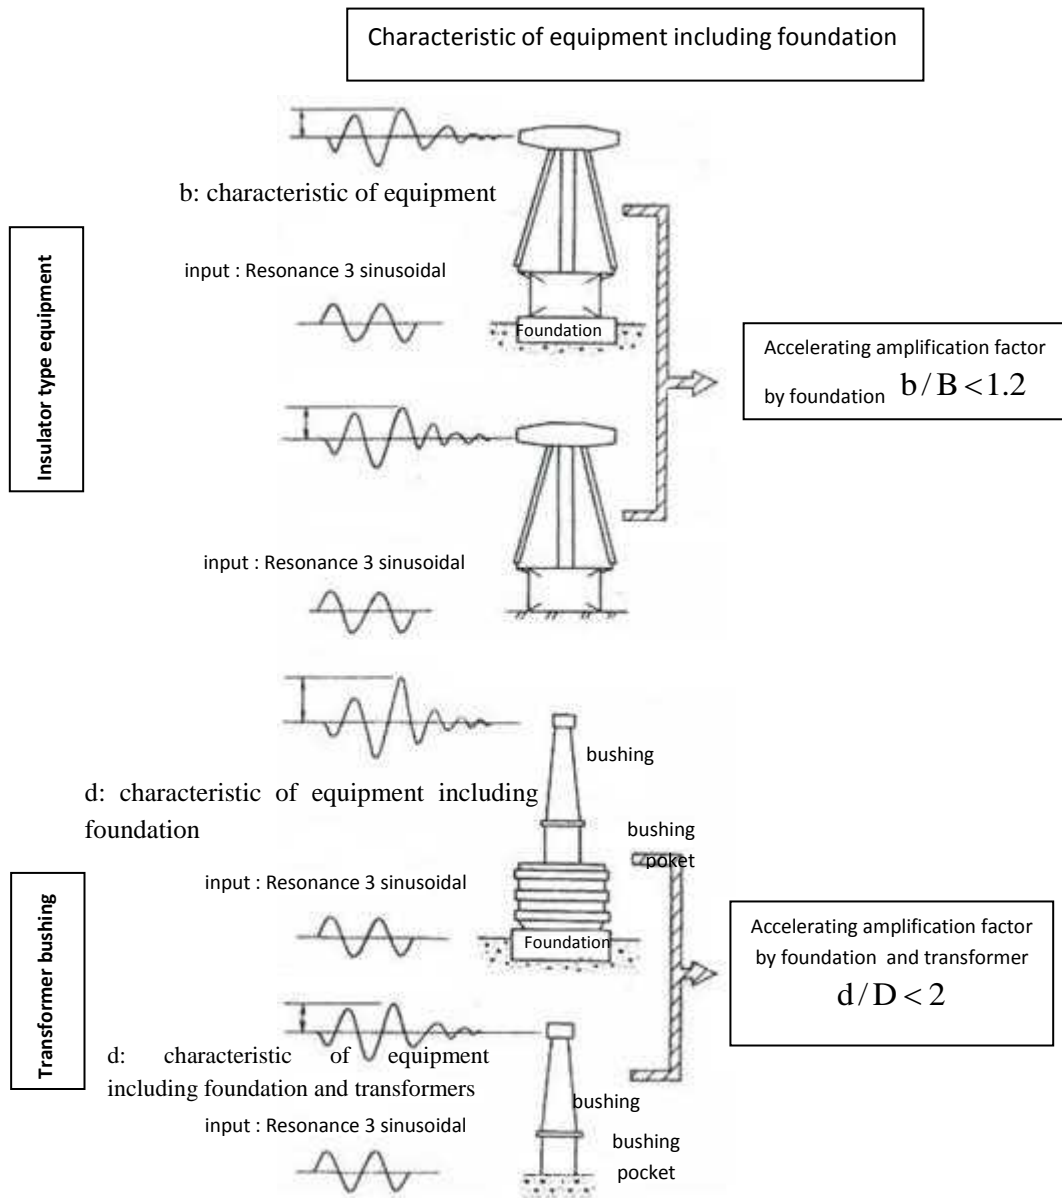 Characteristic of equipment including foundation
b: characteristic of equipment
input : Resonance 3 sinusoidal
Foundation
Insulator type equipment
Accelerating amplification factor
by foundation b/B<1.2
input : Resonance 3 sinusoidal
bushing
d: characteristic of equipment including
foundation
bushing
poket
input : Resonance 3 sinusoidal
Foundation
Transformer bushing
Accelerating amplification factor
by foundation and transformer
d/D<2
d: characteristic of equipment
including foundation and transformers
bushing
input : Resonance 3 sinusoidal
bushing
pocket